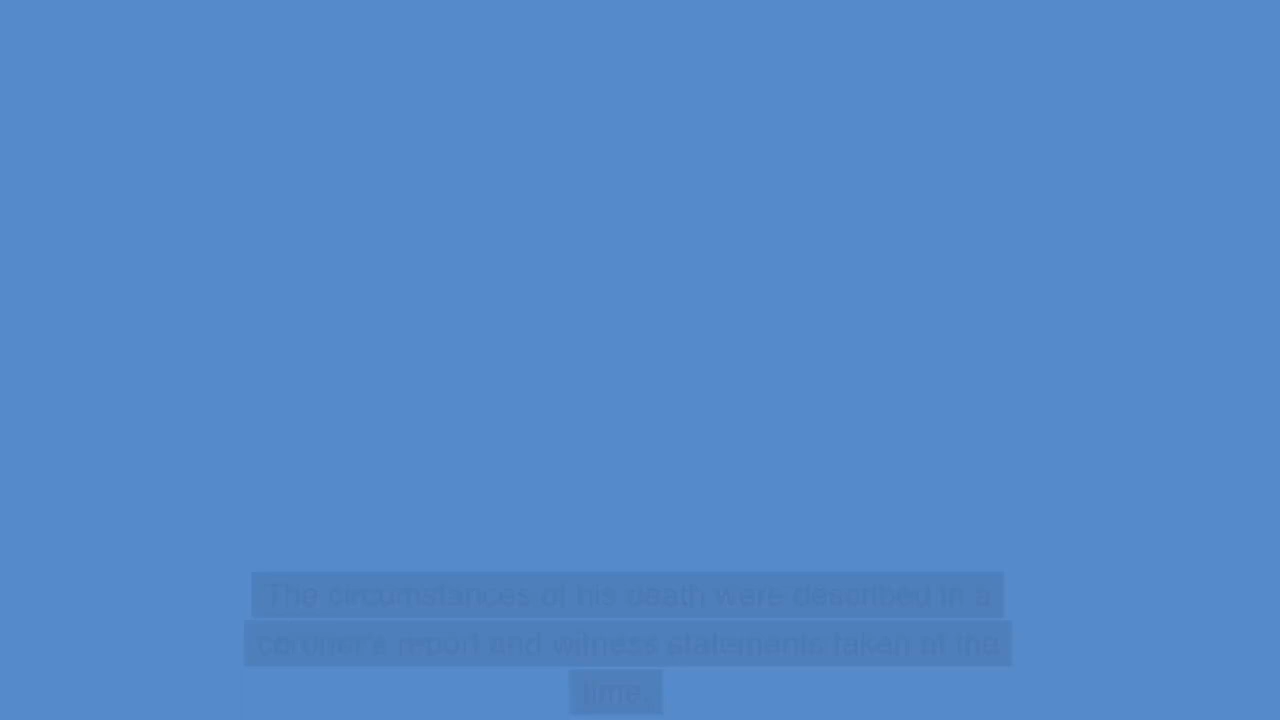 The circumstances of his death were described in a
coroner's report and witness statements taken at the
time.